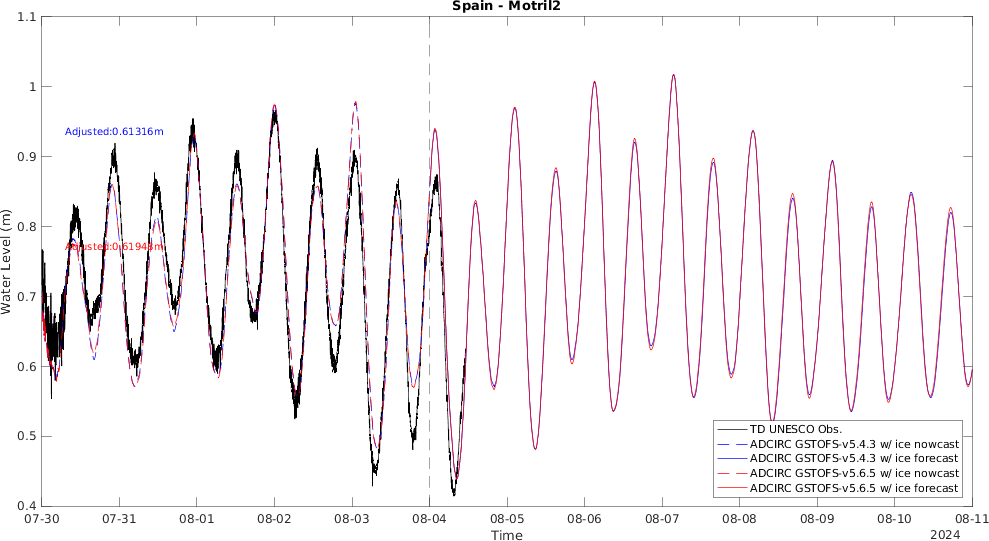 Spain - Motril2
1.1
1
0.9
0.8
0.7
0.6
0.5
0.4
Water Level (m)
Adjusted:0.61316m
Adjusted:0.61948m
TD UNESCO Obs.
ADCIRC GSTOFS-v5.4.3 w/ ice nowcast
ADCIRC GSTOFS-v5.4.3 w/ ice forecast
ADCIRC GSTOFS-v5.6.5 w/ ice nowcast
ADCIRC GSTOFS-v5.6.5 w/ ice forecast
07-30 07-31 08-01 08-02 08-03 08-04 08-05 08-06 08-07 08-08 08-09 08-10 08-11
Time
2024